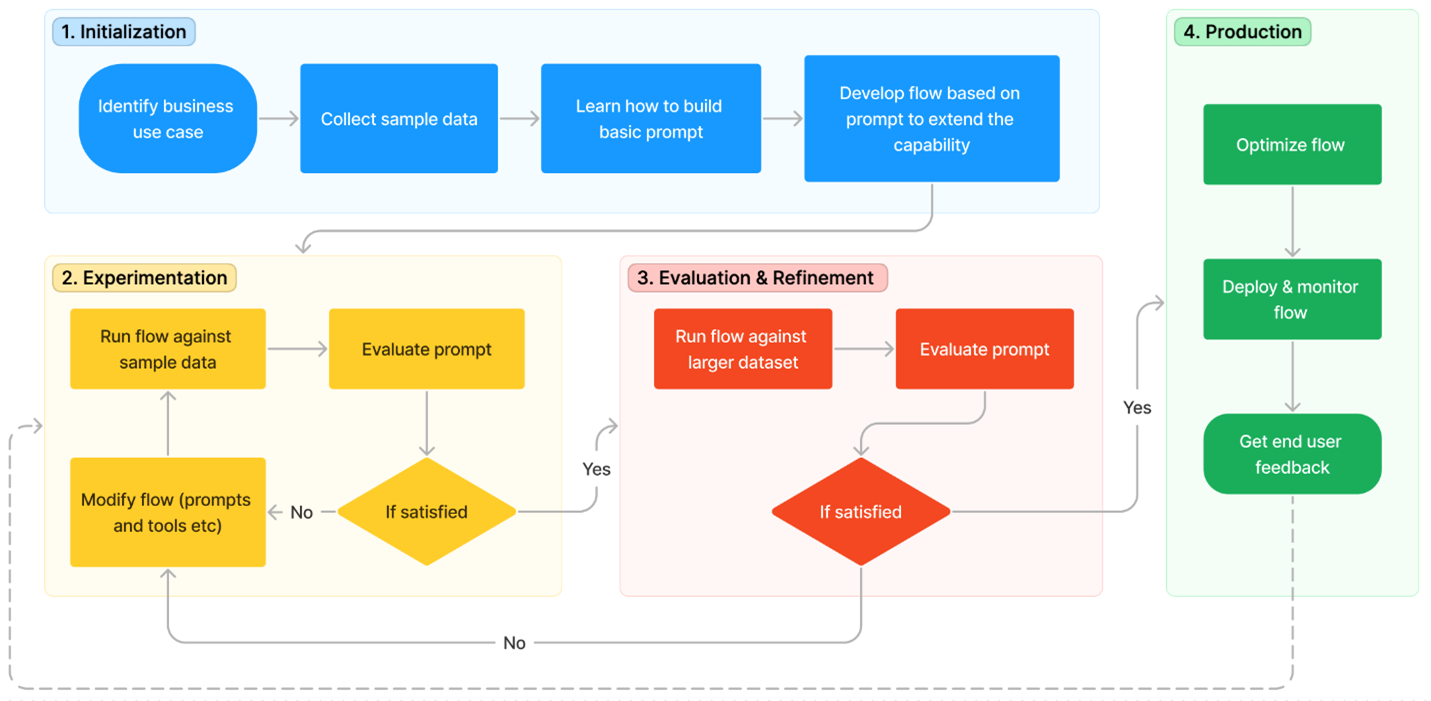 1. Initialization
Identify business
use case
Collect sample data
Learn how to build
basic prompt
Develop flow based on
prompt to extend the
capability
2. Experimentation
Run flow against
sample data
Evaluate prompt
Modify flow (prompts
and tools etc)
No
If satisfied
Yes
3. Evaluation & Refinement
Run flow against
larger dataset
Evaluate prompt
If satisfied
No
Yes
4. Production
Optimize flow
Deploy & monitor
flow
Get end user
feedback